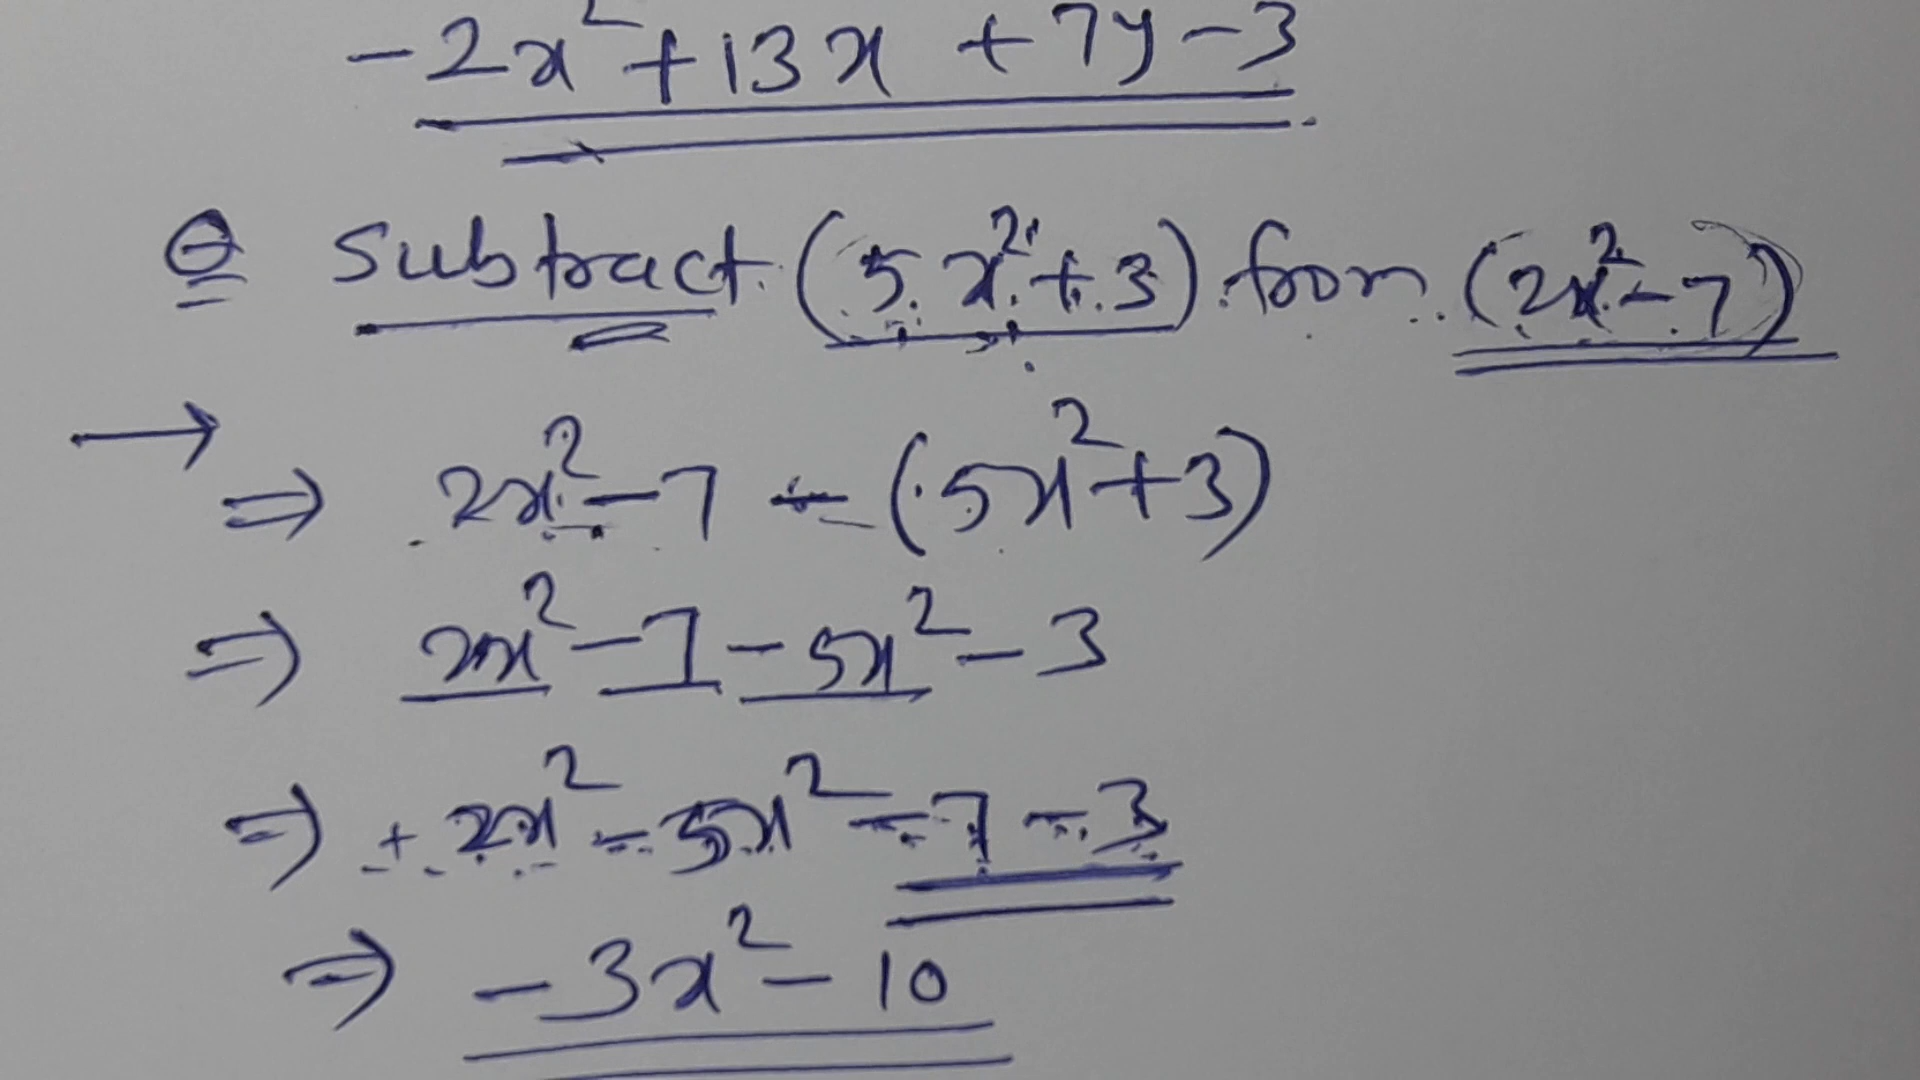 -2x²+13x +7y-3
Q Subtract (5x²+3) from (2x²-7)
→
⇒ 2x²-7 - (5x²+3)
⇒ 2x²-7-5x²-3
⇒ +2x²-5x²-7-3
⇒ -3x²-10